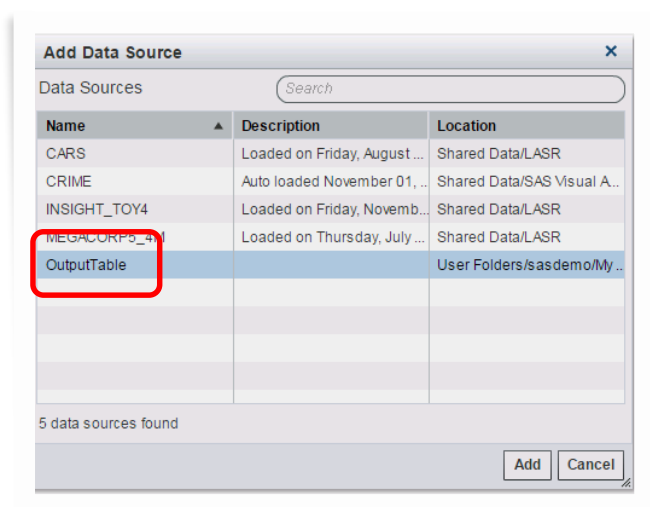 Add Data Source ×
Data Sources Search
Name Description Location
CARS Loaded on Friday, August ... Shared Data/LASR
CRIME Auto loaded November 01, .. Shared Data/SAS Visual A...
INSIGHT_TOY4 Loaded on Friday, Novemb... Shared Data/LASR
MEGACORP5_4M Loaded on Thursday, July ... Shared Data/LASR
OutputTable User Folders/sasdemo/My ..
5 data sources found
Add Cancel